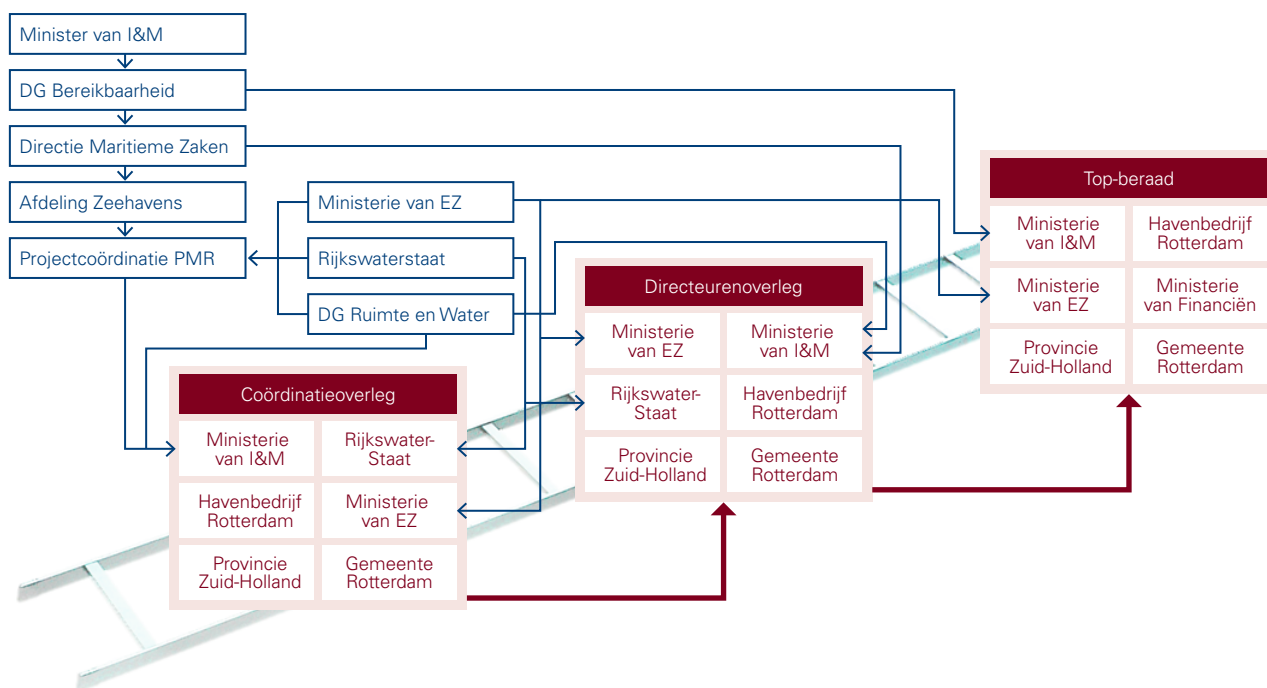 Minister van I&M
DG Bereikbaarheid
Directie Maritieme Zaken
Afdeling Zeehavens
Projectcoördinatie PMR
Ministerie van EZ
Rijkswaterstaat
DG Ruimte en Water
Coördinatieoverleg
Ministerie
van I&M
Rijkswater-
Staat
Havenbedrijf
Rotterdam
Ministerie
van EZ
Provincie
Zuid-Holland
Gemeente
Rotterdam
Directeurenoverleg
Ministerie
van EZ
Ministerie
van I&M
Rijkswater-
Staat
Havenbedrijf
Rotterdam
Provincie
Zuid-Holland
Gemeente
Rotterdam
Top-beraad
Ministerie
van I&M
Havenbedrijf
Rotterdam
Ministerie
van EZ
Ministerie
van Financiën
Provincie
Zuid-Holland
Gemeente
Rotterdam